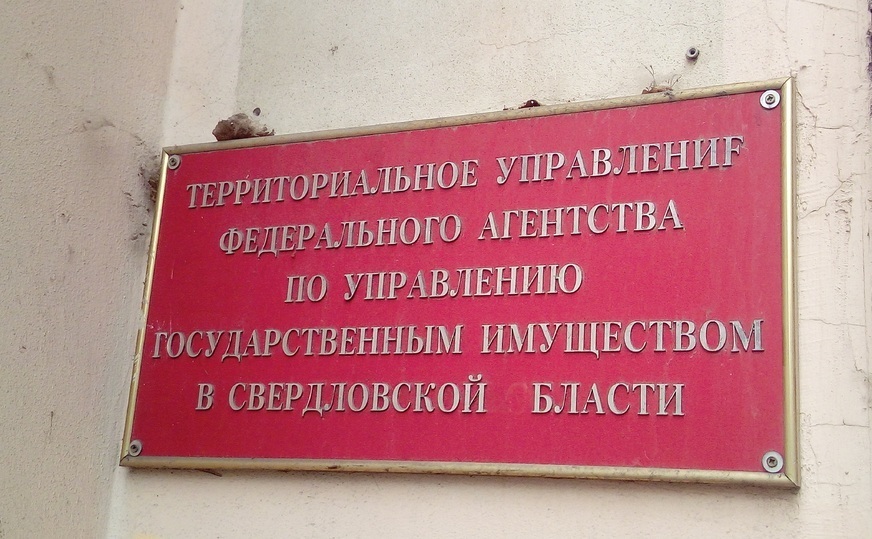 ТЕРРИТОРИАЛЬНОЕ УПРАВЛЕНИF
ФЕДЕРАЛЬНОГО АГЕНТСТВА
ПО УПРАВЛЕНИЮ
ГОСУДАРСТВЕННЫМ ИМУЩЕСТВОМ
В СВЕРДЛОВСКОЙ БЛАСТИ